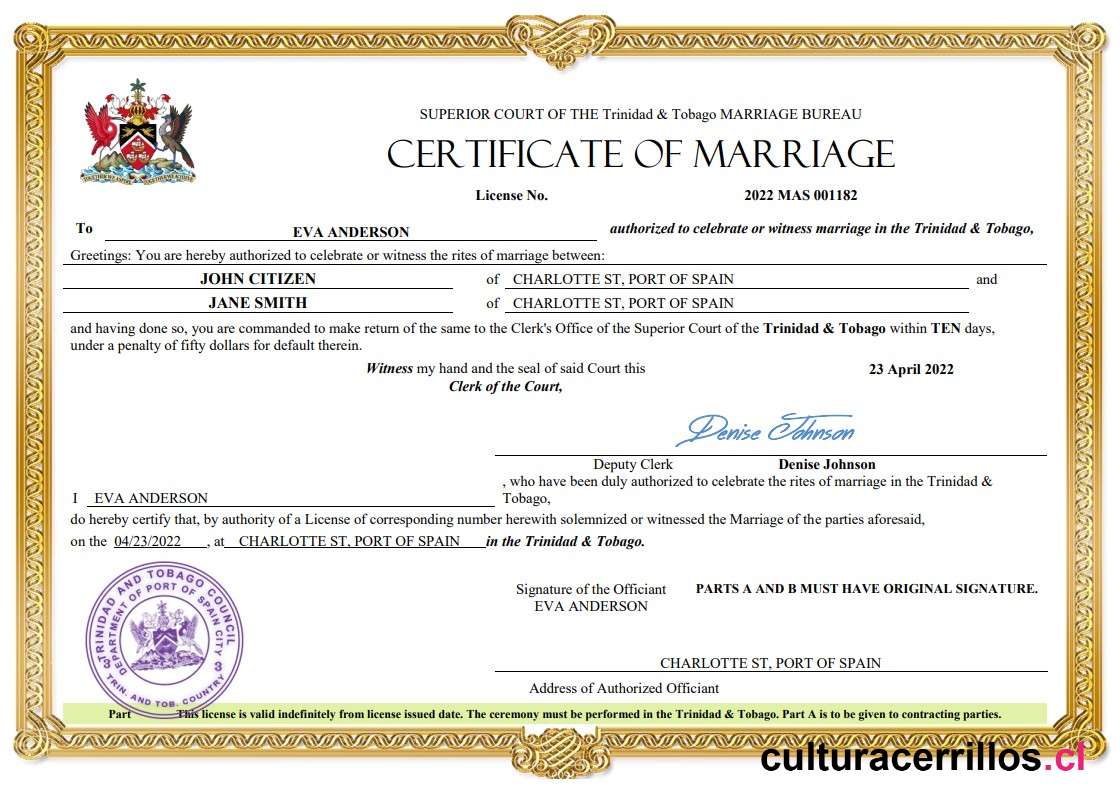 SUPERIOR COURT OF THE Trinidad & Tobago MARRIAGE BUREAU
CERTIFICATE OF MARRIAGE
License No. 2022 MAS 001182
To EVA ANDERSON authorized to celebrate or witness marriage in the Trinidad & Tobago,
Greetings: You are hereby authorized to celebrate or witness the rites of marriage between:
JOHN CITIZEN of CHARLOTTE ST, PORT OF SPAIN and
JANE SMITH of CHARLOTTE ST, PORT OF SPAIN
and having done so, you are commanded to make return of the same to the Clerk's Office of the Superior Court of the Trinidad & Tobago within TEN days,
under a penalty of fifty dollars for default therein.
Witness my hand and the seal of said Court this 23 April 2022
Clerk of the Court,
Denise Johnson
Deputy Clerk Denise Johnson
, who have been duly authorized to celebrate the rites of marriage in the Trinidad &
I EVA ANDERSON Tobago,
do hereby certify that, by authority of a License of corresponding number herewith solemnized or witnessed the Marriage of the parties aforesaid,
on the 04/23/2022 , at CHARLOTTE ST, PORT OF SPAIN in the Trinidad & Tobago.
TRINIDAD AND TOBAGO COUNCIL
DEPARTMENT OF PORT OF SPAIN CITY
3 3
TRIN. AND TOB. COUNTRY
Signature of the Officiant PARTS A AND B MUST HAVE ORIGINAL SIGNATURE.
EVA ANDERSON
CHARLOTTE ST, PORT OF SPAIN
Address of Authorized Officiant
Part This license is valid indefinitely from license issued date. The ceremony must be performed in the Trinidad & Tobago. Part A is to be given to contracting parties.
culturacerrillos.cl